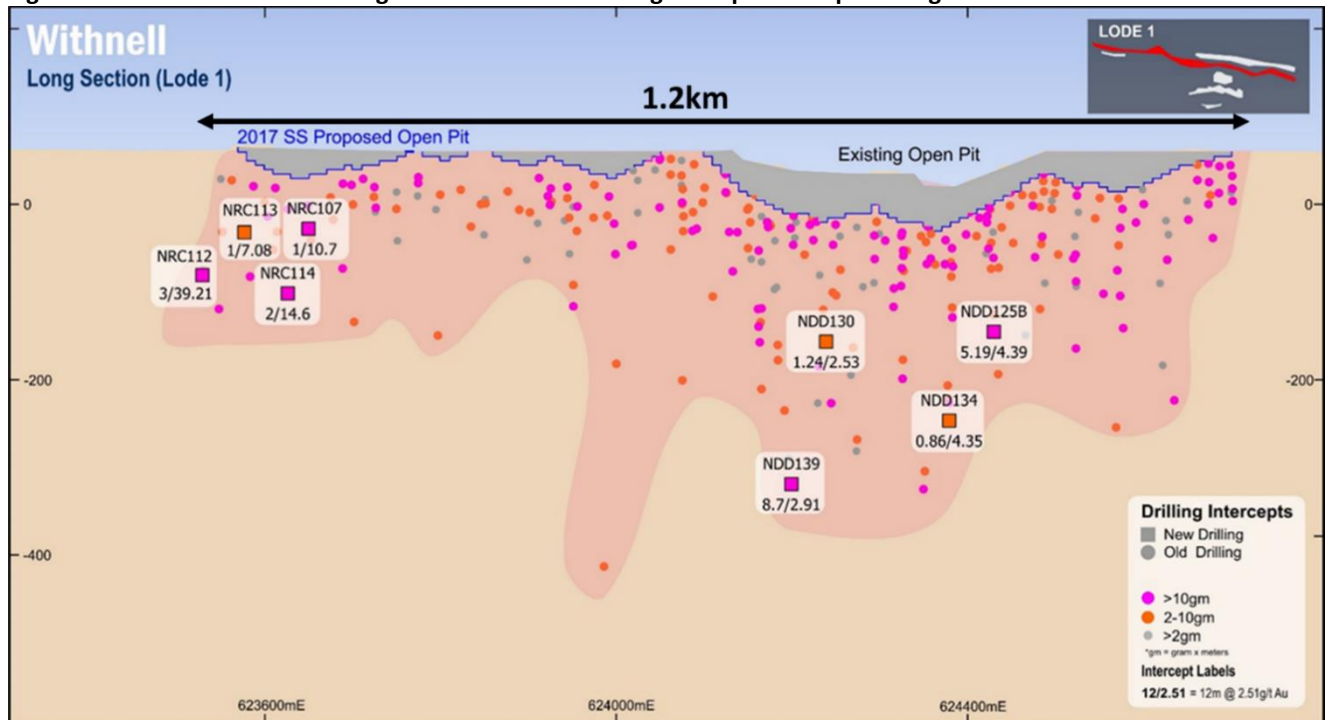 Withnell
Long Section (Lode 1)
LODE 1
1.2km
2017 SS Proposed Open Pit
Existing Open Pit
0
0
NRC113
1/7.08
NRC107
1/10.7
NRC112
3/39.21
NRC114
2/14.6
NDD130
1.24/2.53
NDD125B
5.19/4.39
-200
-200
NDD134
0.86/4.35
NDD139
8.7/2.91
-400
Drilling Intercepts
New Drilling
Old Drilling
>10gm
2-10gm
>2gm
*gm = gram x meters
Intercept Labels
12/2.51 = 12m @ 2.51g/t Au
623600mE
624000mE
624400mE